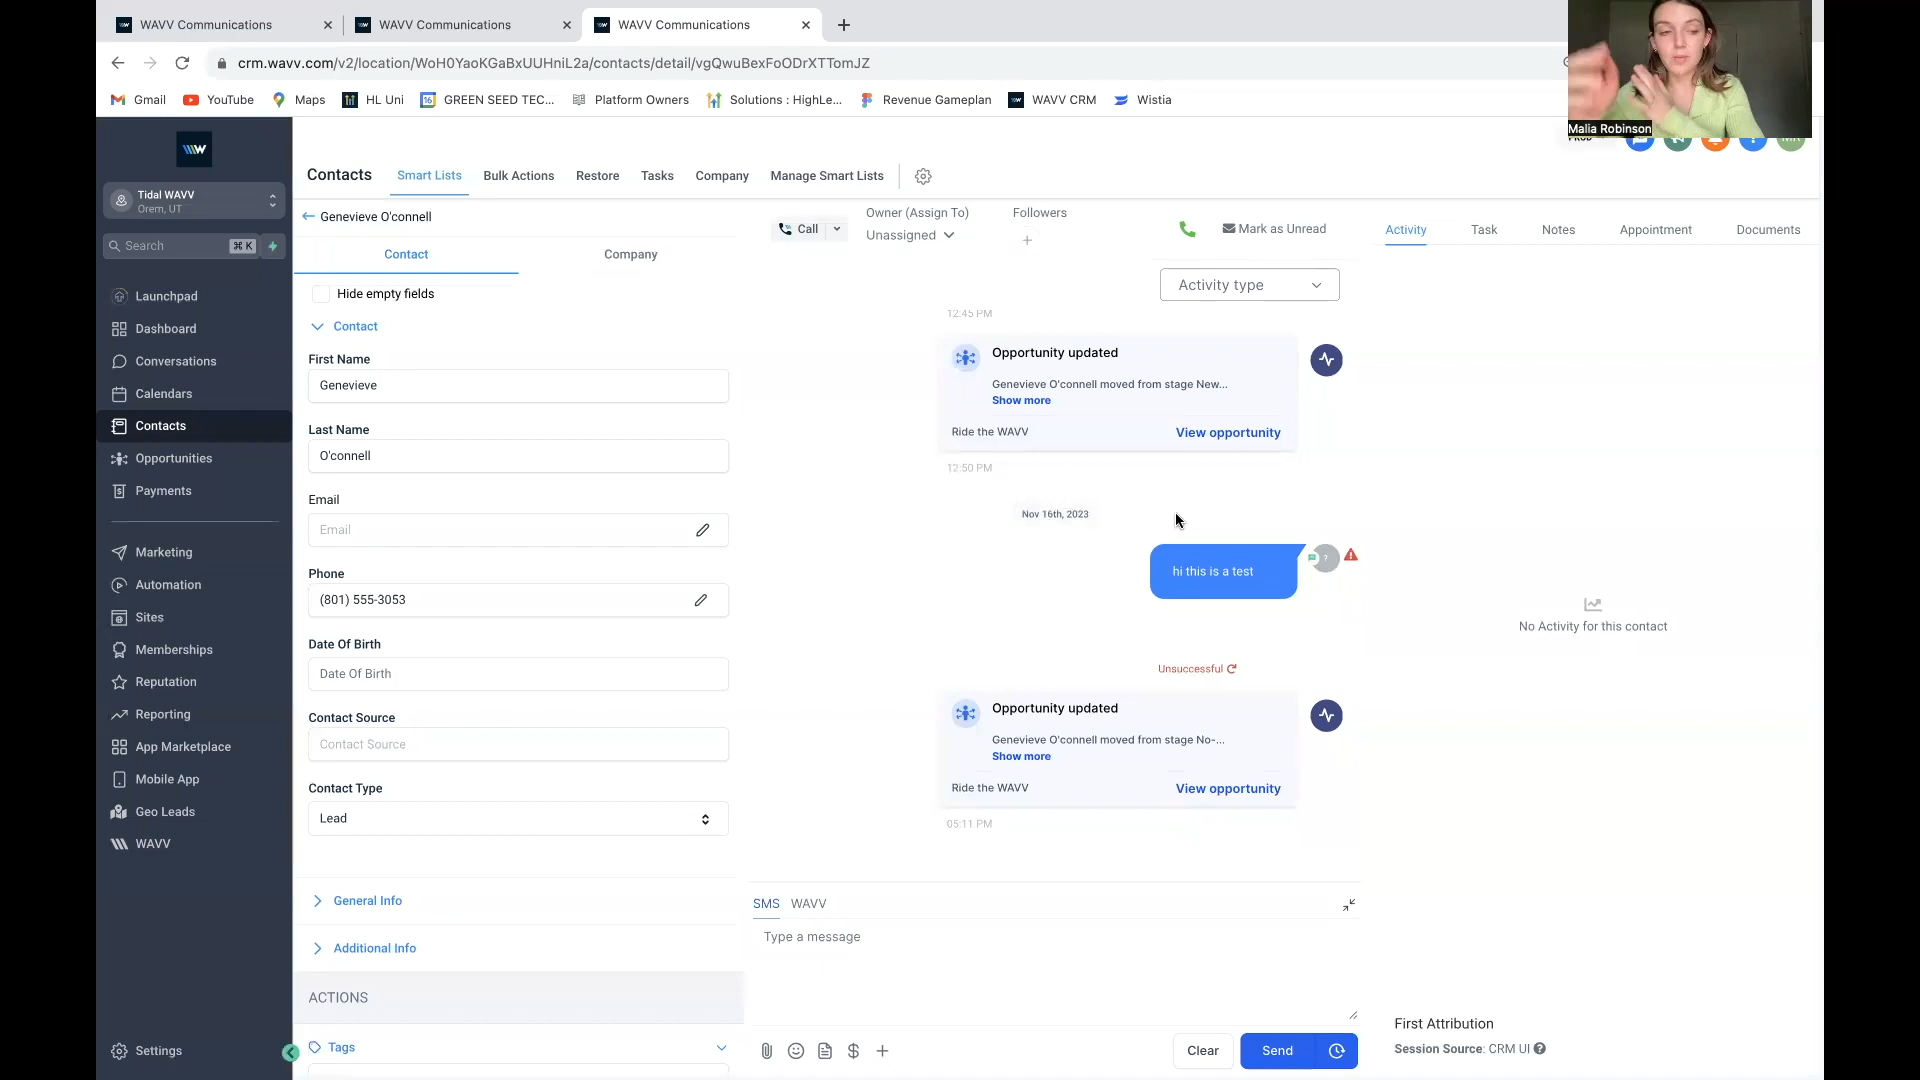 WAVV Communications
WAVV Communications
WAVV Communications
crm.wavv.com/v2/location/WoH0YaoKGaBxUUHniL2a/contacts/detail/vgQwuBexFoODrXTTomJZ
Gmail
YouTube
Maps
HL Uni
16
GREEN SEED TEC...
Platform Owners
Solutions : HighLe...
Revenue Gameplan
WAVV CRM
Wistia
Malia Robinson
Tidal WAVV
Orem, UT
Search
⌘ K
Launchpad
Dashboard
Conversations
Calendars
Contacts
Opportunities
Payments
Marketing
Automation
Sites
Memberships
Reputation
Reporting
App Marketplace
Mobile App
Geo Leads
WAVV
Settings
Contacts
Smart Lists
Bulk Actions
Restore
Tasks
Company
Manage Smart Lists
Genevieve O'connell
Contact
Company
Hide empty fields
Contact
First Name
Genevieve
Last Name
O'connell
Email
Email
Phone
(801) 555-3053
Date Of Birth
Date Of Birth
Contact Source
Contact Source
Contact Type
Lead
General Info
Additional Info
ACTIONS
Tags
Call
Owner (Assign To)
Unassigned
Followers
Mark as Unread
Activity type
12:45 PM
Opportunity updated
Genevieve O'connell moved from stage New...
Show more
Ride the WAVV
View opportunity
12:50 PM
Nov 16th, 2023
hi this is a test
?
Unsuccessful
Opportunity updated
Genevieve O'connell moved from stage No-...
Show more
Ride the WAVV
View opportunity
05:11 PM
SMS
WAVV
Type a message
Clear
Send
Activity
Task
Notes
Appointment
Documents
No Activity for this contact
First Attribution
Session Source: CRM UI